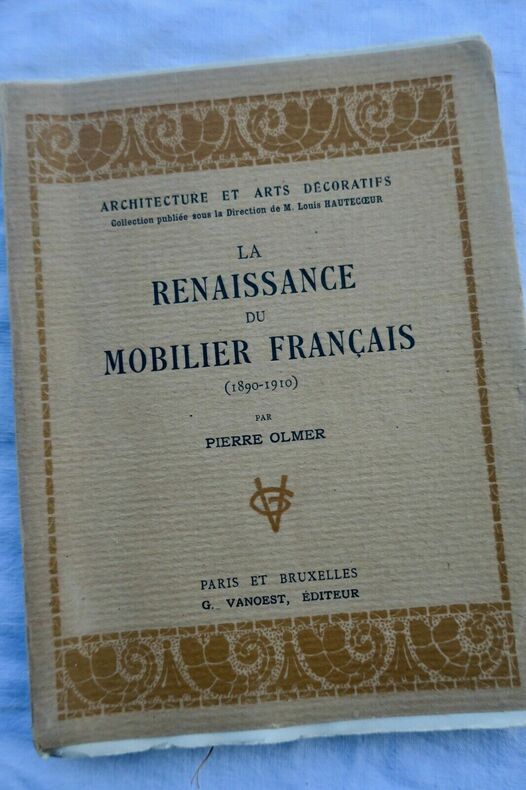 ARCHITECTURE ET ARTS DÉCORATIFS
Collection publiée sous la Direction de M. Louis HAUTECŒUR
LA
RENAISSANCE
DU
MOBILIER FRANÇAIS
(1890-1910)
PAR
PIERRE OLMER
GV
PARIS ET BRUXELLES
G. VANOEST, ÉDITEUR